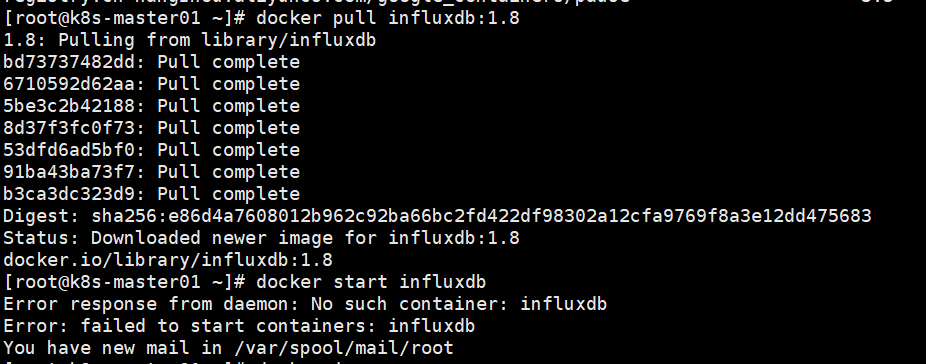 [root@k8s-master01 ~]# docker pull influxdb:1.8
1.8: Pulling from library/influxdb
bd73737482dd: Pull complete
6710592d62aa: Pull complete
5be3c2b42188: Pull complete
8d37f3fc0f73: Pull complete
53dfd6ad5bf0: Pull complete
91ba43ba73f7: Pull complete
b3ca3dc323d9: Pull complete
Digest: sha256:e86d4a7608012b962c92ba66bc2fd422df98302a12cfa9769f8a3e12dd475683
Status: Downloaded newer image for influxdb:1.8
docker.io/library/influxdb:1.8
[root@k8s-master01 ~]# docker start influxdb
Error response from daemon: No such container: influxdb
Error: failed to start containers: influxdb
You have new mail in /var/spool/mail/root